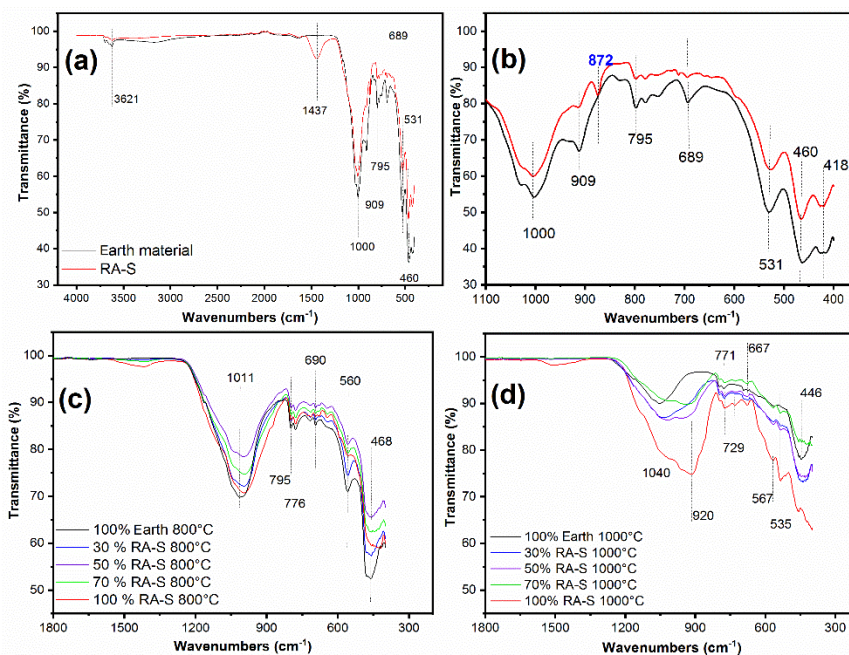 (a)
100
90
80
70
60
50
40
30
Transmittance (%)
689
3621
1437
531
795
909
1000
460
Earth material
RA-S
4000 3500 3000 2500 2000 1500 1000 500
Wavenumbers (cm⁻¹)
(b)
100
90
80
70
60
50
40
30
Transmittance (%)
872
795
689
460
418
909
1000
531
1100 1000 900 800 700 600 500 400
Wavenumbers (cm⁻¹)
(c)
100
90
80
70
60
50
Transmittance (%)
1011
690
560
468
795
776
100% Earth 800°C
30 % RA-S 800°C
50 % RA-S 800°C
70 % RA-S 800°C
100 % RA-S 800°C
1800 1500 1200 900 600 300
Wavenumbers (cm⁻¹)
(d)
100
90
80
70
60
50
Transmittance (%)
771
667
446
1040
729
920
567
535
100% Earth 1000°C
30% RA-S 1000°C
50% RA-S 1000°C
70% RA-S 1000°C
100% RA-S 1000°C
1800 1500 1200 900 600 300
Wavenumbers (cm⁻¹)